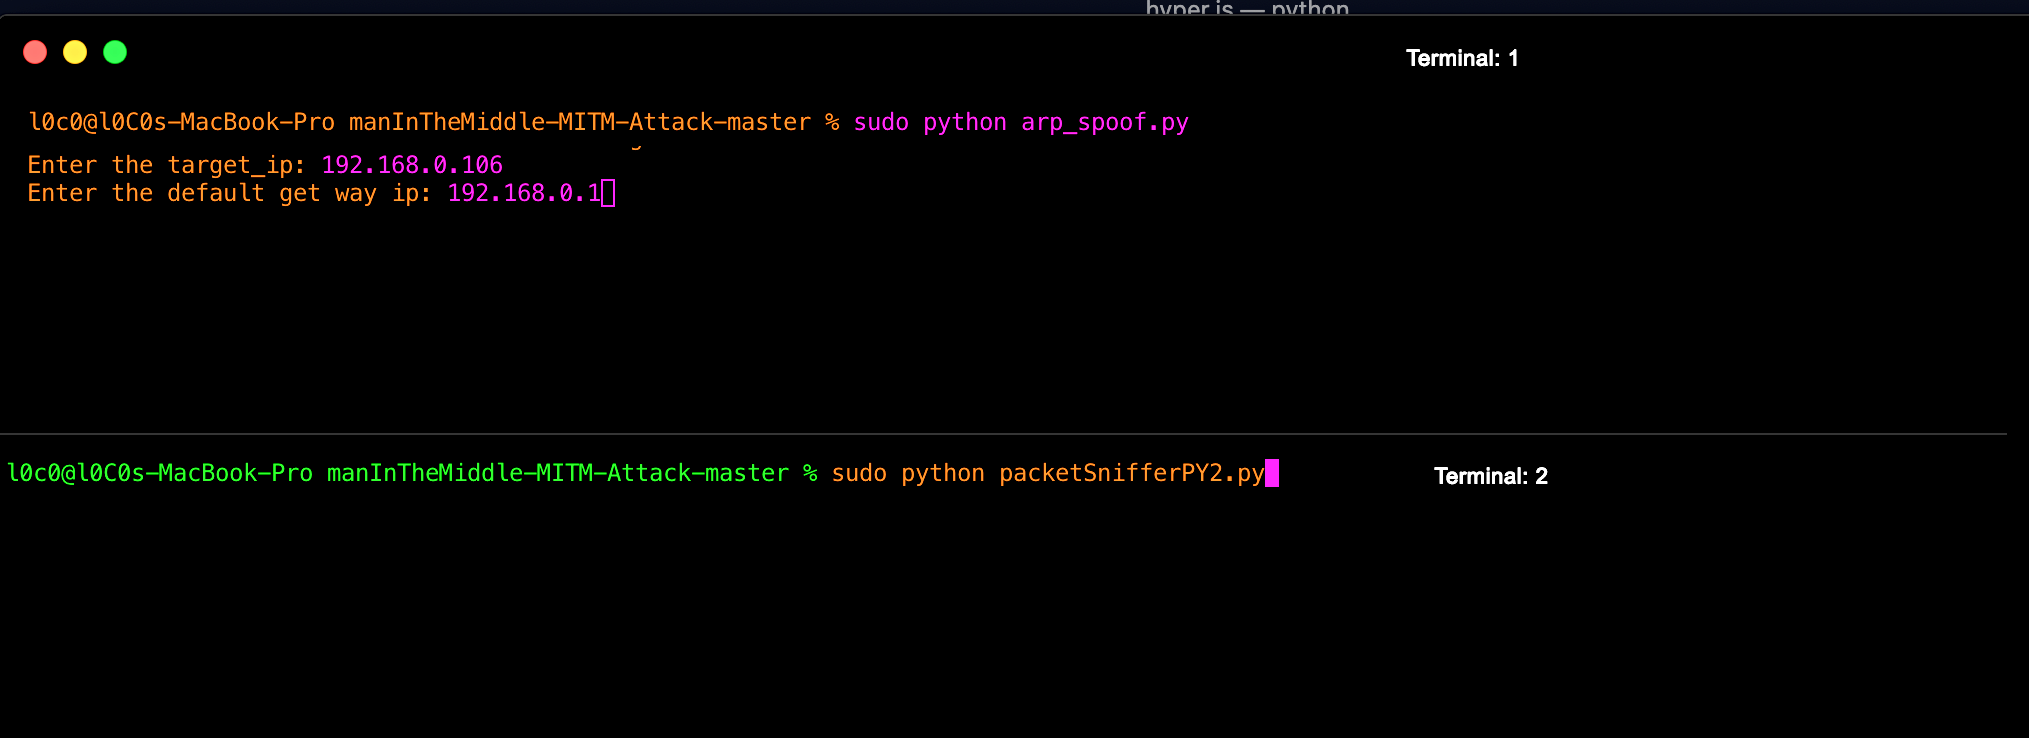 hyper.is — python
Terminal: 1
l0c0@l0C0s-MacBook-Pro manInTheMiddle-MITM-Attack-master % sudo python arp_spoof.py
Enter the target_ip: 192.168.0.106
Enter the default get way ip: 192.168.0.1
l0c0@l0C0s-MacBook-Pro manInTheMiddle-MITM-Attack-master % sudo python packetSnifferPY2.py
Terminal: 2